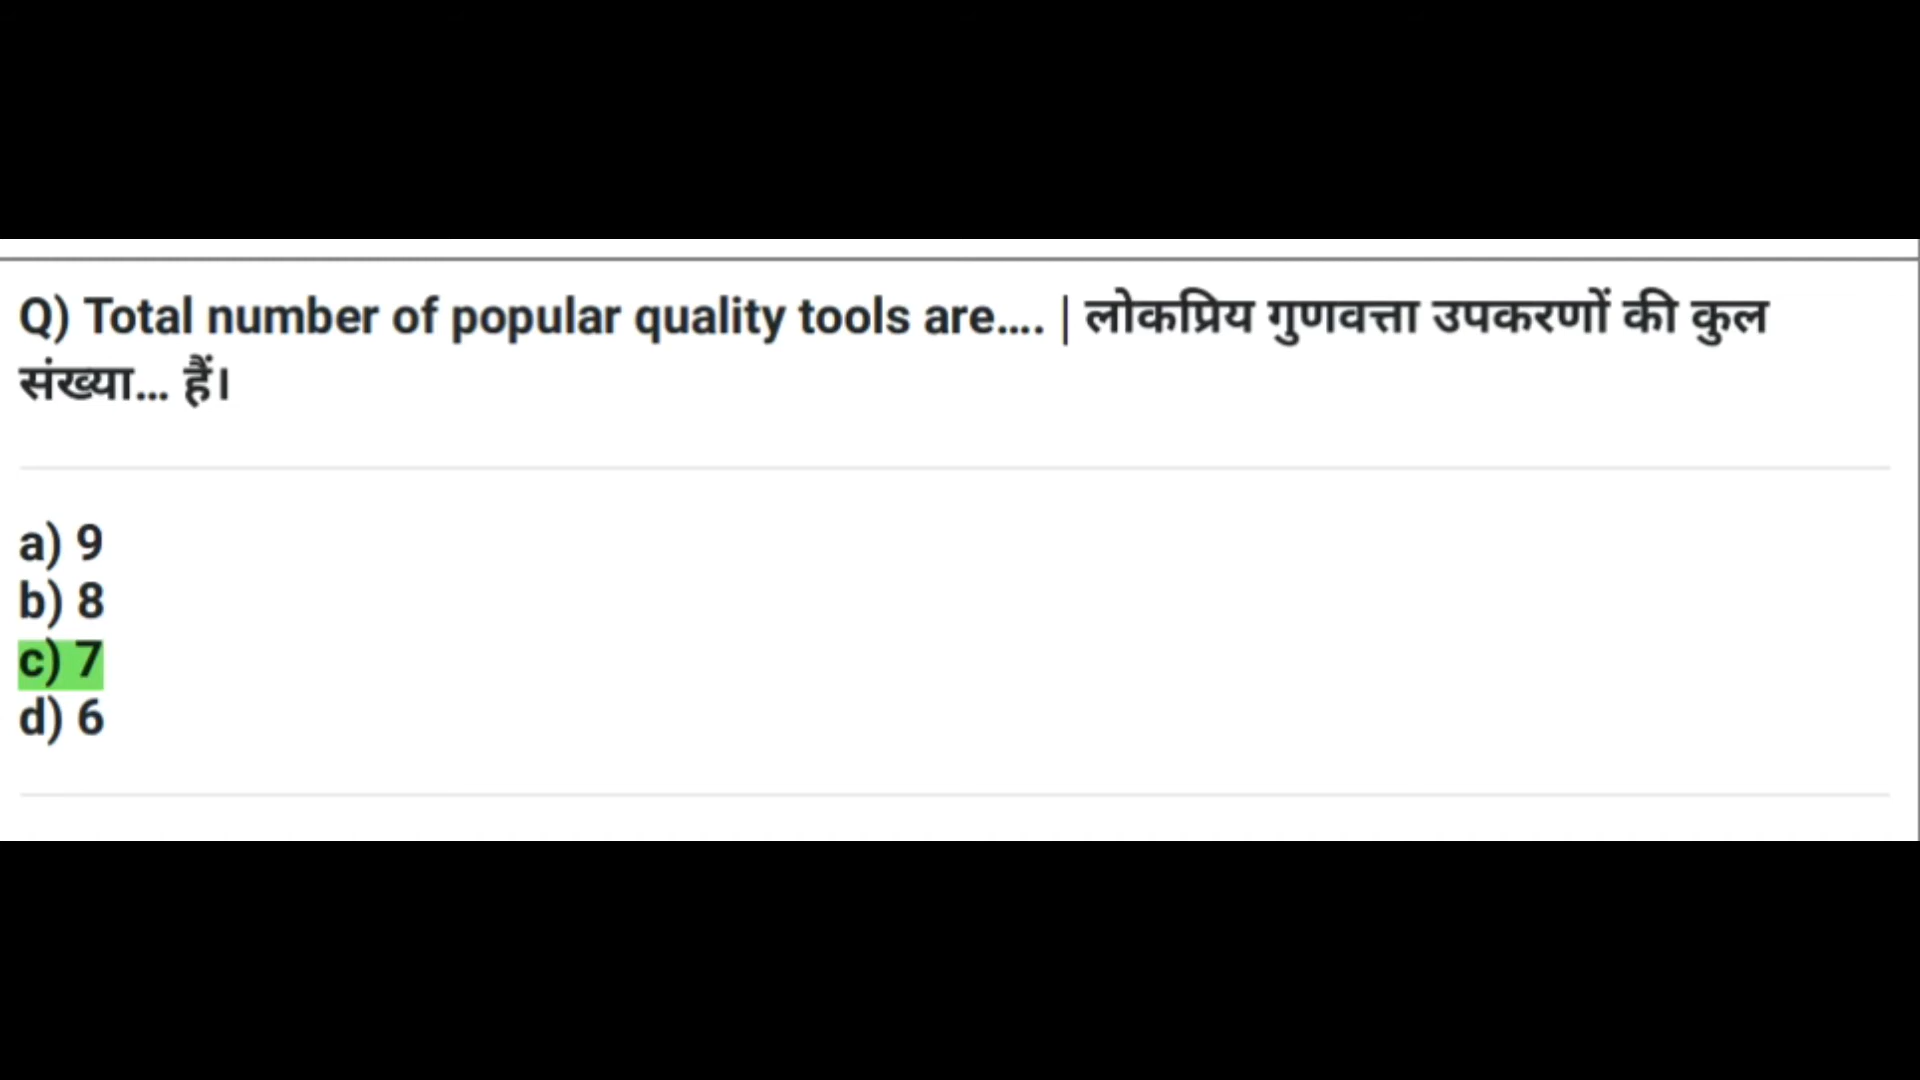 Q) Total number of popular quality tools are.... | लोकप्रिय गुणवत्ता उपकरणों की कुल
संख्या... हैं।
a) 9
b) 8
c) 7
d) 6